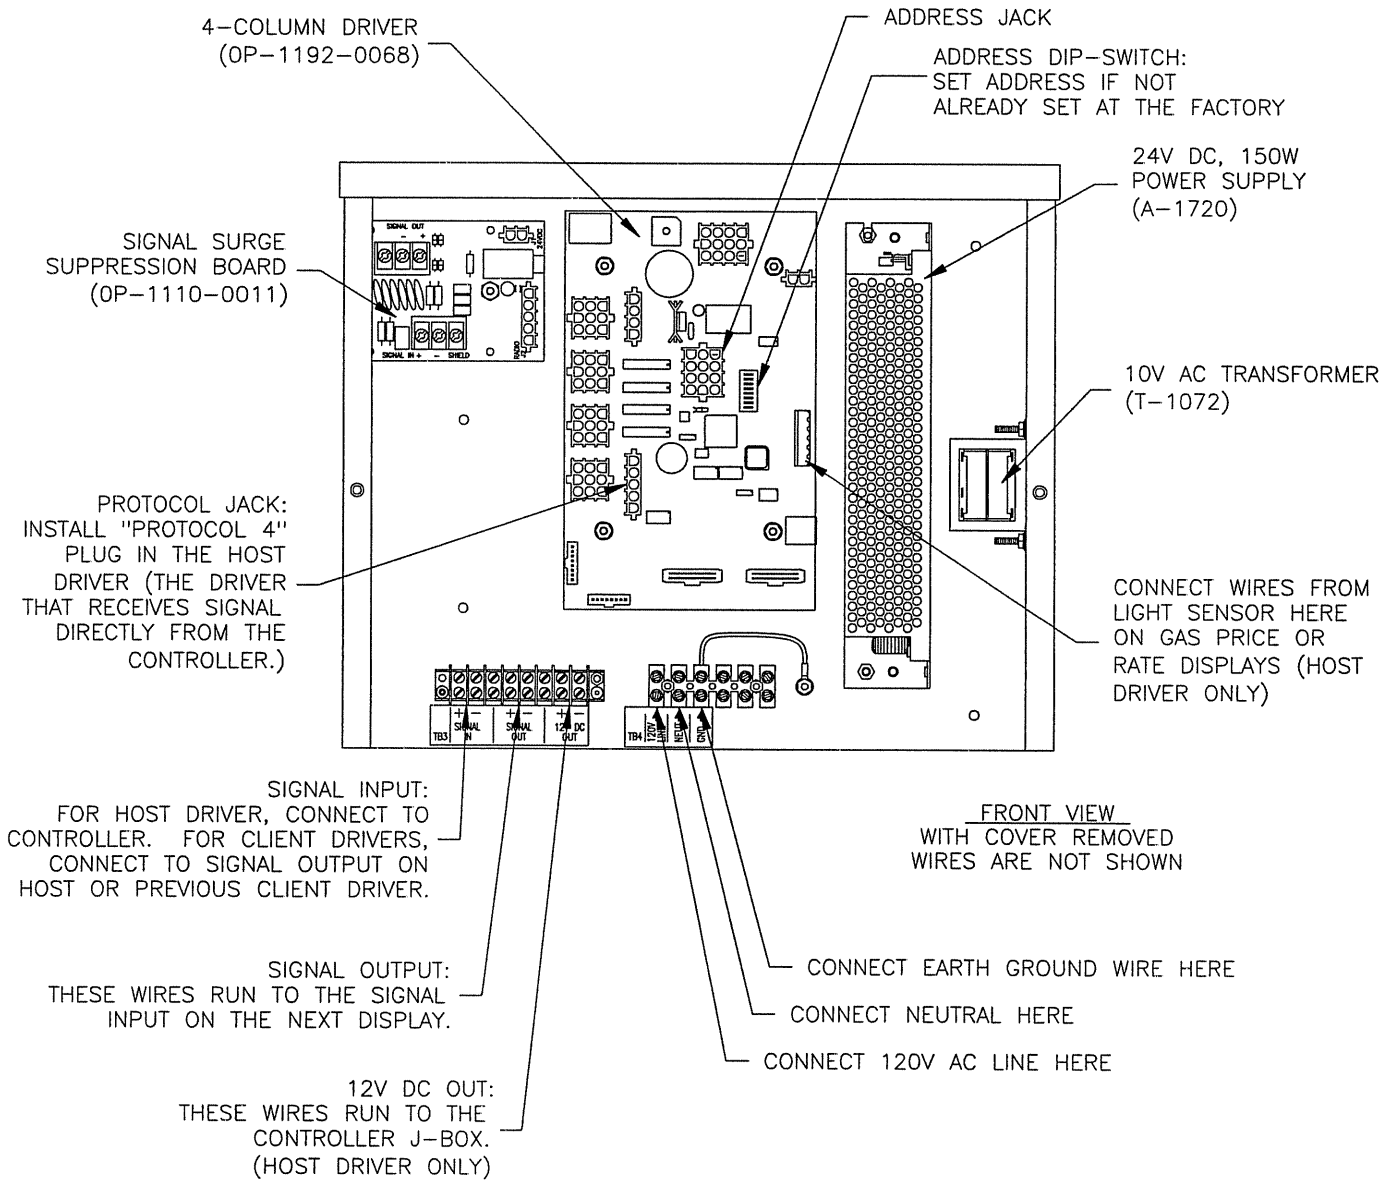 4-COLUMN DRIVER
(0P-1192-0068)
ADDRESS JACK
ADDRESS DIP-SWITCH:
SET ADDRESS IF NOT
ALREADY SET AT THE FACTORY
24V DC, 150W
POWER SUPPLY
(A-1720)
SIGNAL SURGE
SUPPRESSION BOARD
(0P-1110-0011)
SIGNAL OUT
- +
J1
24VDC
RADIO
J2
SIGNAL IN + - SHIELD
10V AC TRANSFORMER
(T-1072)
PROTOCOL JACK:
INSTALL "PROTOCOL 4"
PLUG IN THE HOST
DRIVER (THE DRIVER
THAT RECEIVES SIGNAL
DIRECTLY FROM THE
CONTROLLER.)
CONNECT WIRES FROM
LIGHT SENSOR HERE
ON GAS PRICE OR
RATE DISPLAYS (HOST
DRIVER ONLY)
TB3
+ -
SIGNAL
IN
+ -
SIGNAL
OUT
+ -
12V DC
OUT
TB4
120V
LINE
NEUT
GND
SIGNAL INPUT:
FOR HOST DRIVER, CONNECT TO
CONTROLLER. FOR CLIENT DRIVERS,
CONNECT TO SIGNAL OUTPUT ON
HOST OR PREVIOUS CLIENT DRIVER.
FRONT VIEW
WITH COVER REMOVED
WIRES ARE NOT SHOWN
SIGNAL OUTPUT:
THESE WIRES RUN TO THE SIGNAL
INPUT ON THE NEXT DISPLAY.
CONNECT EARTH GROUND WIRE HERE
CONNECT NEUTRAL HERE
CONNECT 120V AC LINE HERE
12V DC OUT:
THESE WIRES RUN TO THE
CONTROLLER J-BOX.
(HOST DRIVER ONLY)